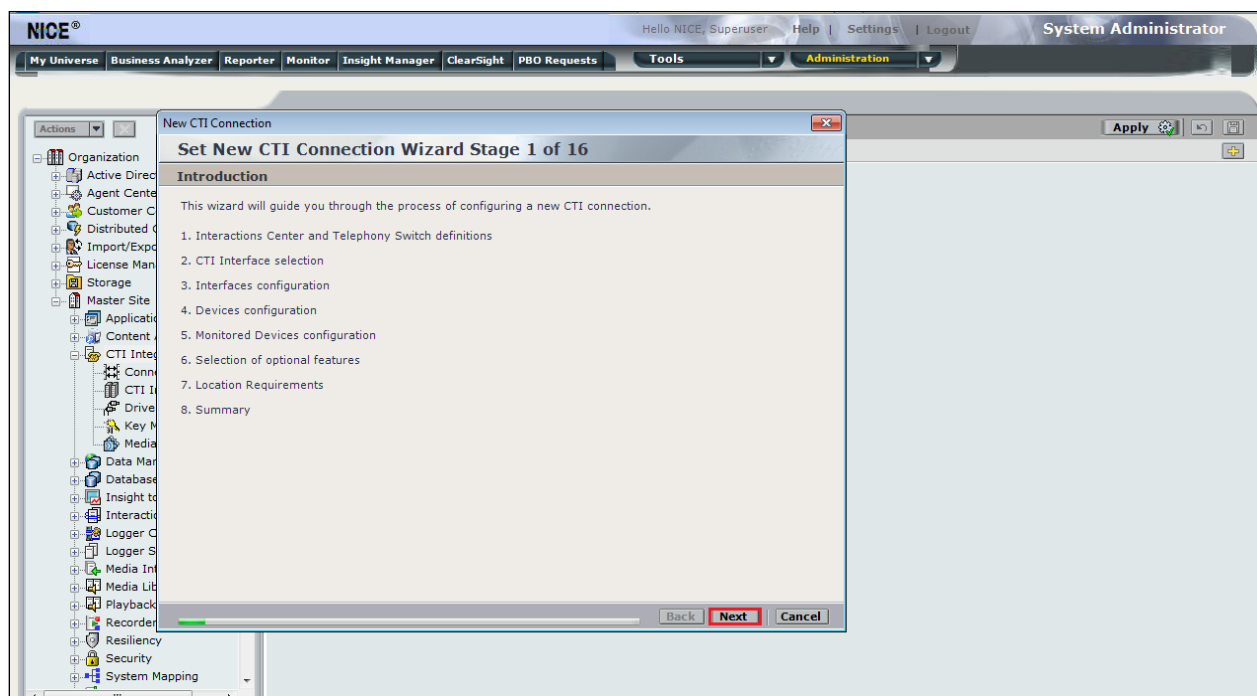 NICE®
Hello NICE, Superuser Help | Settings | Logout
System Administrator
My Universe Business Analyzer Reporter Monitor Insight Manager ClearSight PBO Requests Tools Administration
Actions
Apply
New CTI Connection
Set New CTI Connection Wizard Stage 1 of 16
Introduction
This wizard will guide you through the process of configuring a new CTI connection.
1. Interactions Center and Telephony Switch definitions
2. CTI Interface selection
3. Interfaces configuration
4. Devices configuration
5. Monitored Devices configuration
6. Selection of optional features
7. Location Requirements
8. Summary
Back Next Cancel
Organization
Active Direc
Agent Cente
Customer C
Distributed
Import/Expo
License Man
Storage
Master Site
Applicatio
Content
CTI Integ
Conn
CTI I
Drive
Key M
Media
Data Mar
Database
Insight to
Interactio
Logger C
Logger S
Media Int
Media Lib
Playback
Recorder
Resiliency
Security
System Mapping